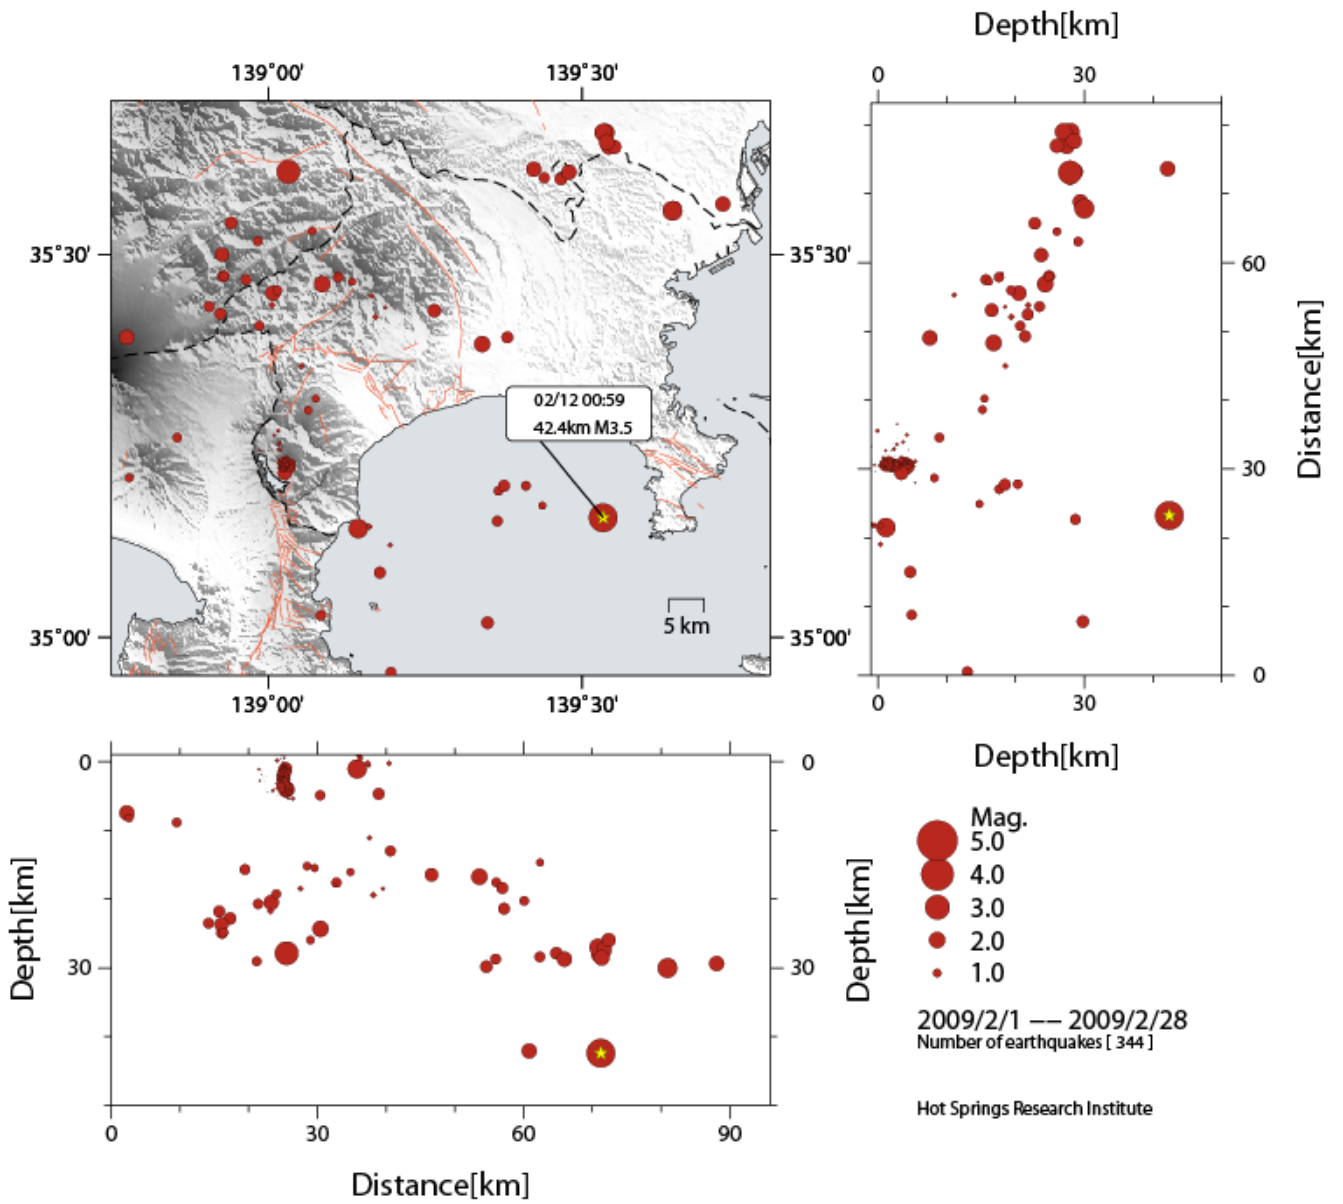 Depth[km]
139°00'
139°30'
0
30
35°30'
35°30'
60
02/12 00:59
42.4km M3.5
30
Distance[km]
5 km
35°00'
35°00'
0
139°00'
139°30'
0
30
Depth[km]
0
0
Mag.
5.0
4.0
3.0
2.0
1.0
Depth[km]
Depth[km]
30
30
2009/2/1 −− 2009/2/28
Number of earthquakes [ 344 ]
Hot Springs Research Institute
0
30
60
90
Distance[km]